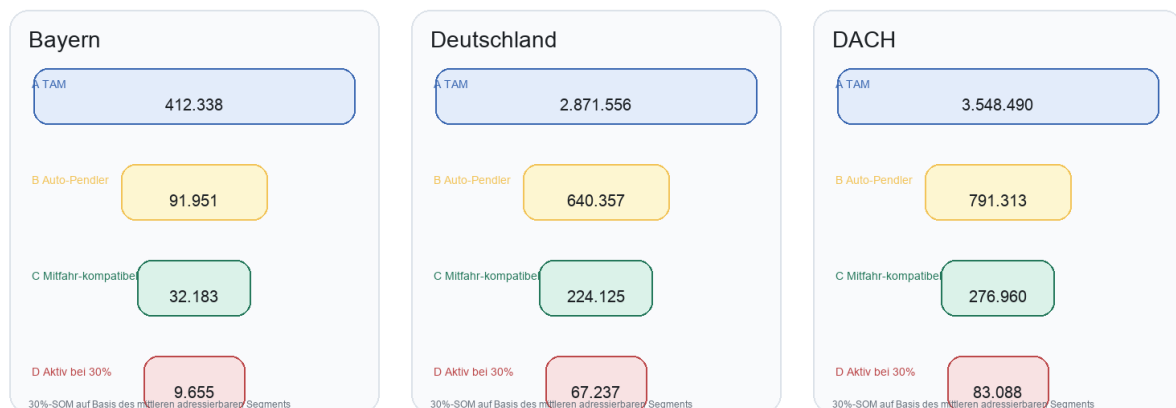 Bayern
A TAM
412.338
B Auto-Pendler
91.951
C Mitfahr-kompatibel
32.183
D Aktiv bei 30%
9.655
30%-SOM auf Basis des mittleren adressierbaren Segments
Deutschland
A TAM
2.871.556
B Auto-Pendler
640.357
C Mitfahr-kompatibel
224.125
D Aktiv bei 30%
67.237
30%-SOM auf Basis des mittleren adressierbaren Segments
DACH
A TAM
3.548.490
B Auto-Pendler
791.313
C Mitfahr-kompatibel
276.960
D Aktiv bei 30%
83.088
30%-SOM auf Basis des mittleren adressierbaren Segments